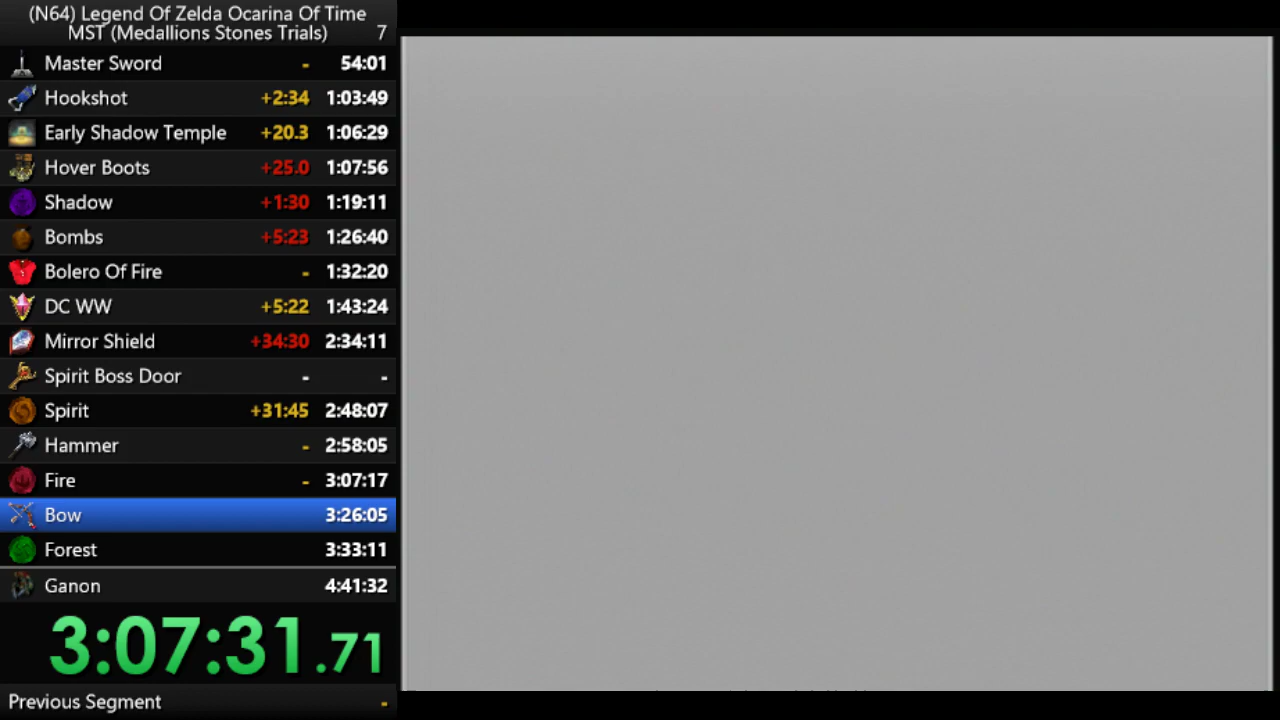 (N64) Legend Of Zelda Ocarina Of Time
MST (Medallions Stones Trials) 7
Master Sword - 54:01
Hookshot +2:34 1:03:49
Early Shadow Temple +20.3 1:06:29
Hover Boots +25.0 1:07:56
Shadow +1:30 1:19:11
Bombs +5:23 1:26:40
Bolero Of Fire - 1:32:20
DC WW +5:22 1:43:24
Mirror Shield +34:30 2:34:11
Spirit Boss Door - -
Spirit +31:45 2:48:07
Hammer - 2:58:05
Fire - 3:07:17
Bow 3:26:05
Forest 3:33:11
Ganon 4:41:32
3:07:31.71
Previous Segment -